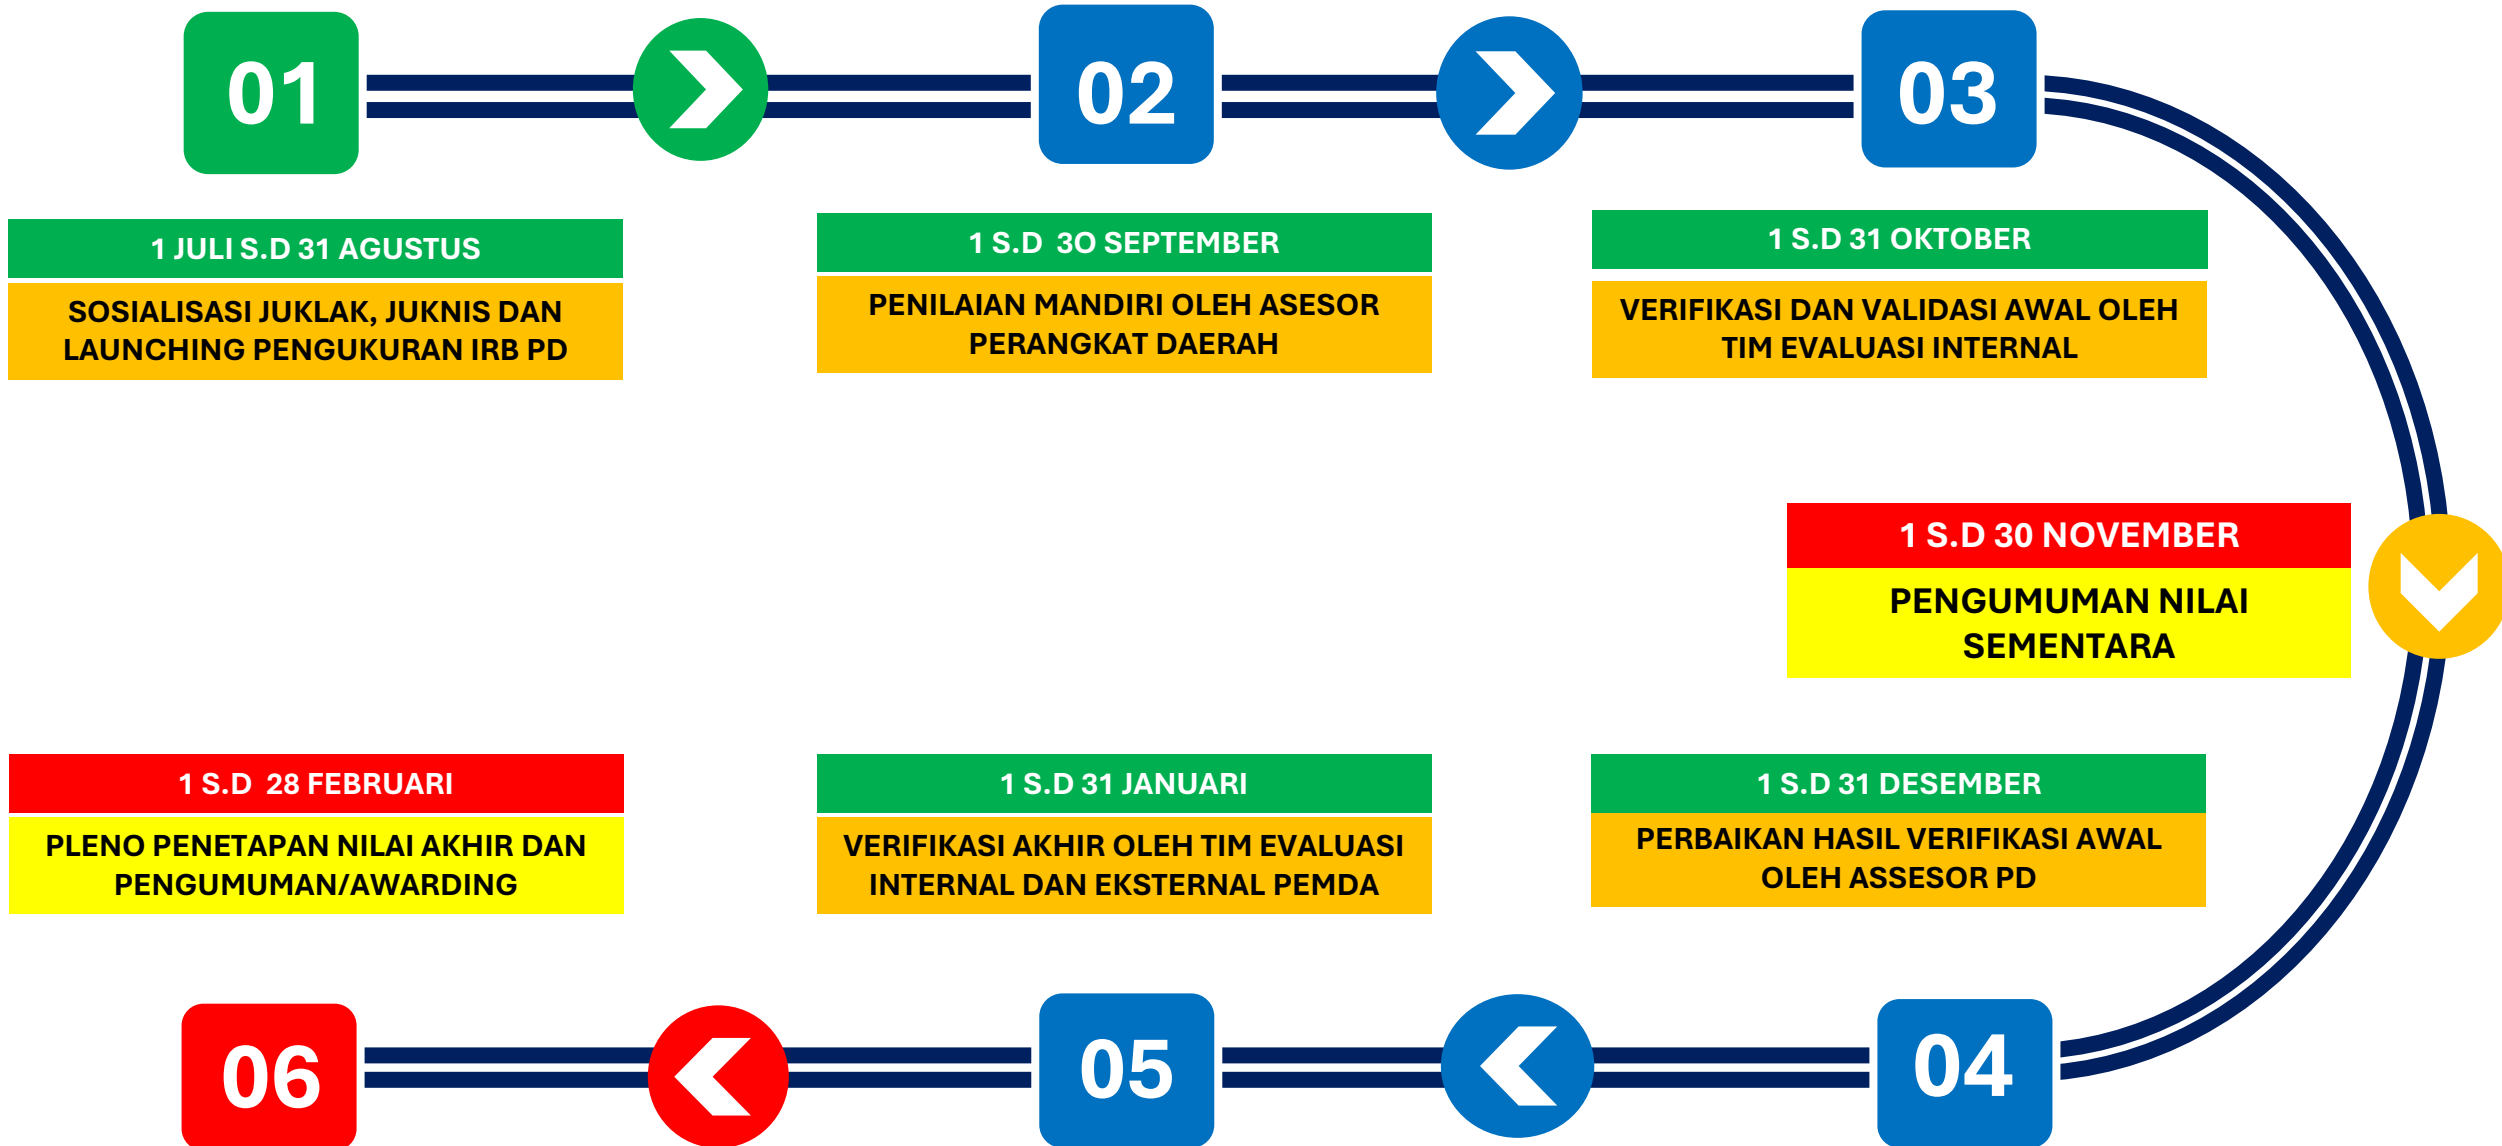 01
02
03
1 JULI S.D 31 AGUSTUS
SOSIALISASI JUKLAK, JUKNIS DAN
LAUNCHING PENGUKURAN IRB PD
1 S.D 3O SEPTEMBER
PENILAIAN MANDIRI OLEH ASESOR
PERANGKAT DAERAH
1 S.D 31 OKTOBER
VERIFIKASI DAN VALIDASI AWAL OLEH
TIM EVALUASI INTERNAL
1 S.D 30 NOVEMBER
PENGUMUMAN NILAI
SEMENTARA
1 S.D 31 DESEMBER
PERBAIKAN HASIL VERIFIKASI AWAL
OLEH ASSESOR PD
04
1 S.D 31 JANUARI
VERIFIKASI AKHIR OLEH TIM EVALUASI
INTERNAL DAN EKSTERNAL PEMDA
05
1 S.D 28 FEBRUARI
PLENO PENETAPAN NILAI AKHIR DAN
PENGUMUMAN/AWARDING
06